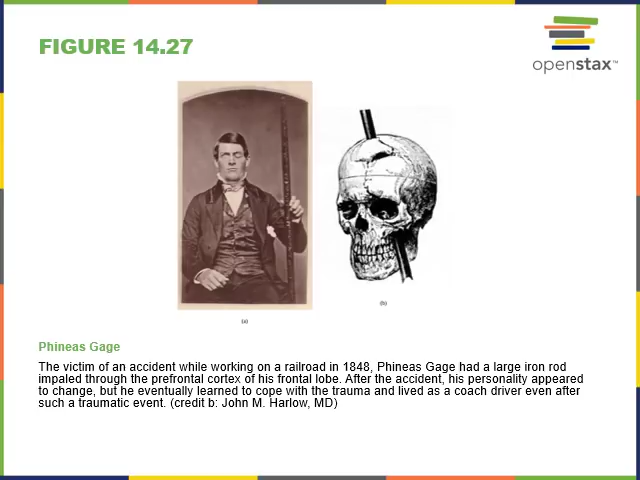 FIGURE 14.27
openstax™
(a)
(b)
Phineas Gage
The victim of an accident while working on a railroad in 1848, Phineas Gage had a large iron rod
impaled through the prefrontal cortex of his frontal lobe. After the accident, his personality appeared
to change, but he eventually learned to cope with the trauma and lived as a coach driver even after
such a traumatic event. (credit b: John M. Harlow, MD)